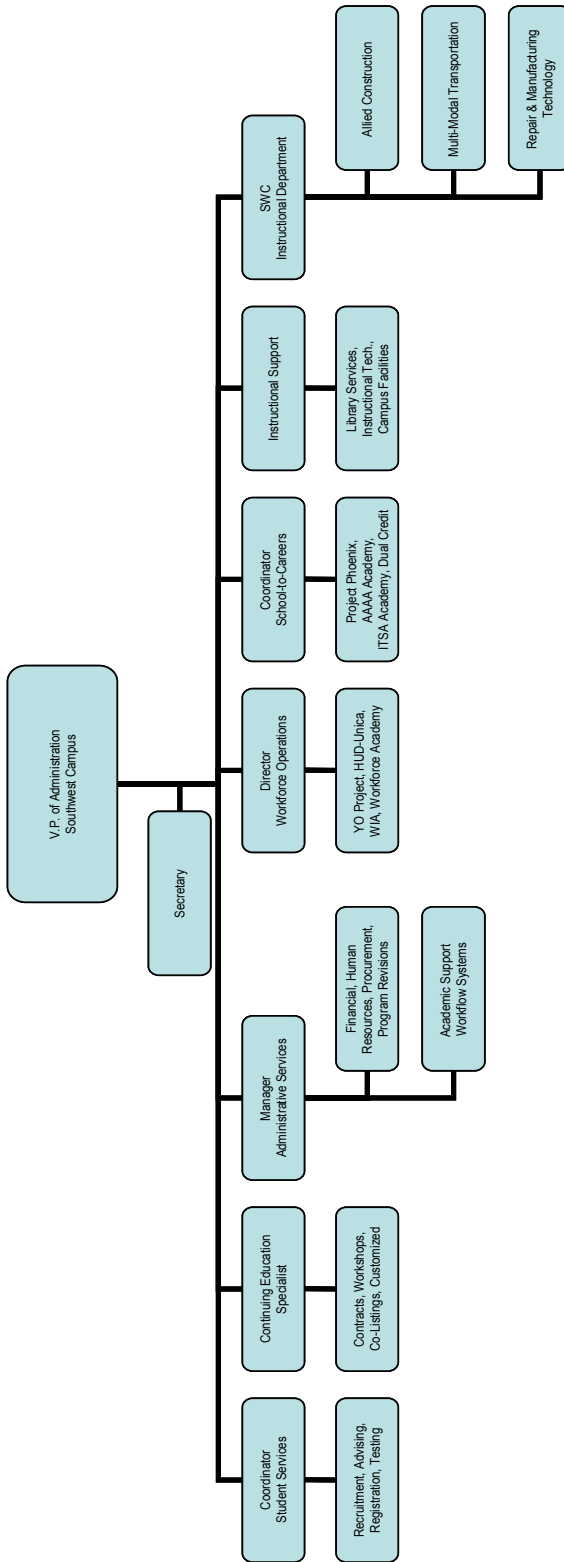 V.P. of Administration
Southwest Campus
Secretary
Coordinator
Student Services
Continuing Education
Specialist
Manager
Administrative Services
Director
Workforce Operations
Coordinator
School-to-Careers
Instructional Support
SWC
Instructional Department
Recruitment, Advising,
Registration, Testing
Contracts, Workshops,
Co-Listings, Customized
Financial, Human
Resources, Procurement,
Program Revisions
Academic Support
Workflow Systems
YO Project, HUD-Unica,
WIA, Workforce Academy
Project Phoenix,
AAAA Academy,
ITSA Academy, Dual Credit
Library Services,
Instructional Tech.,
Campus Facilities
Allied Construction
Multi-Modal Transportation
Repair & Manufacturing
Technology